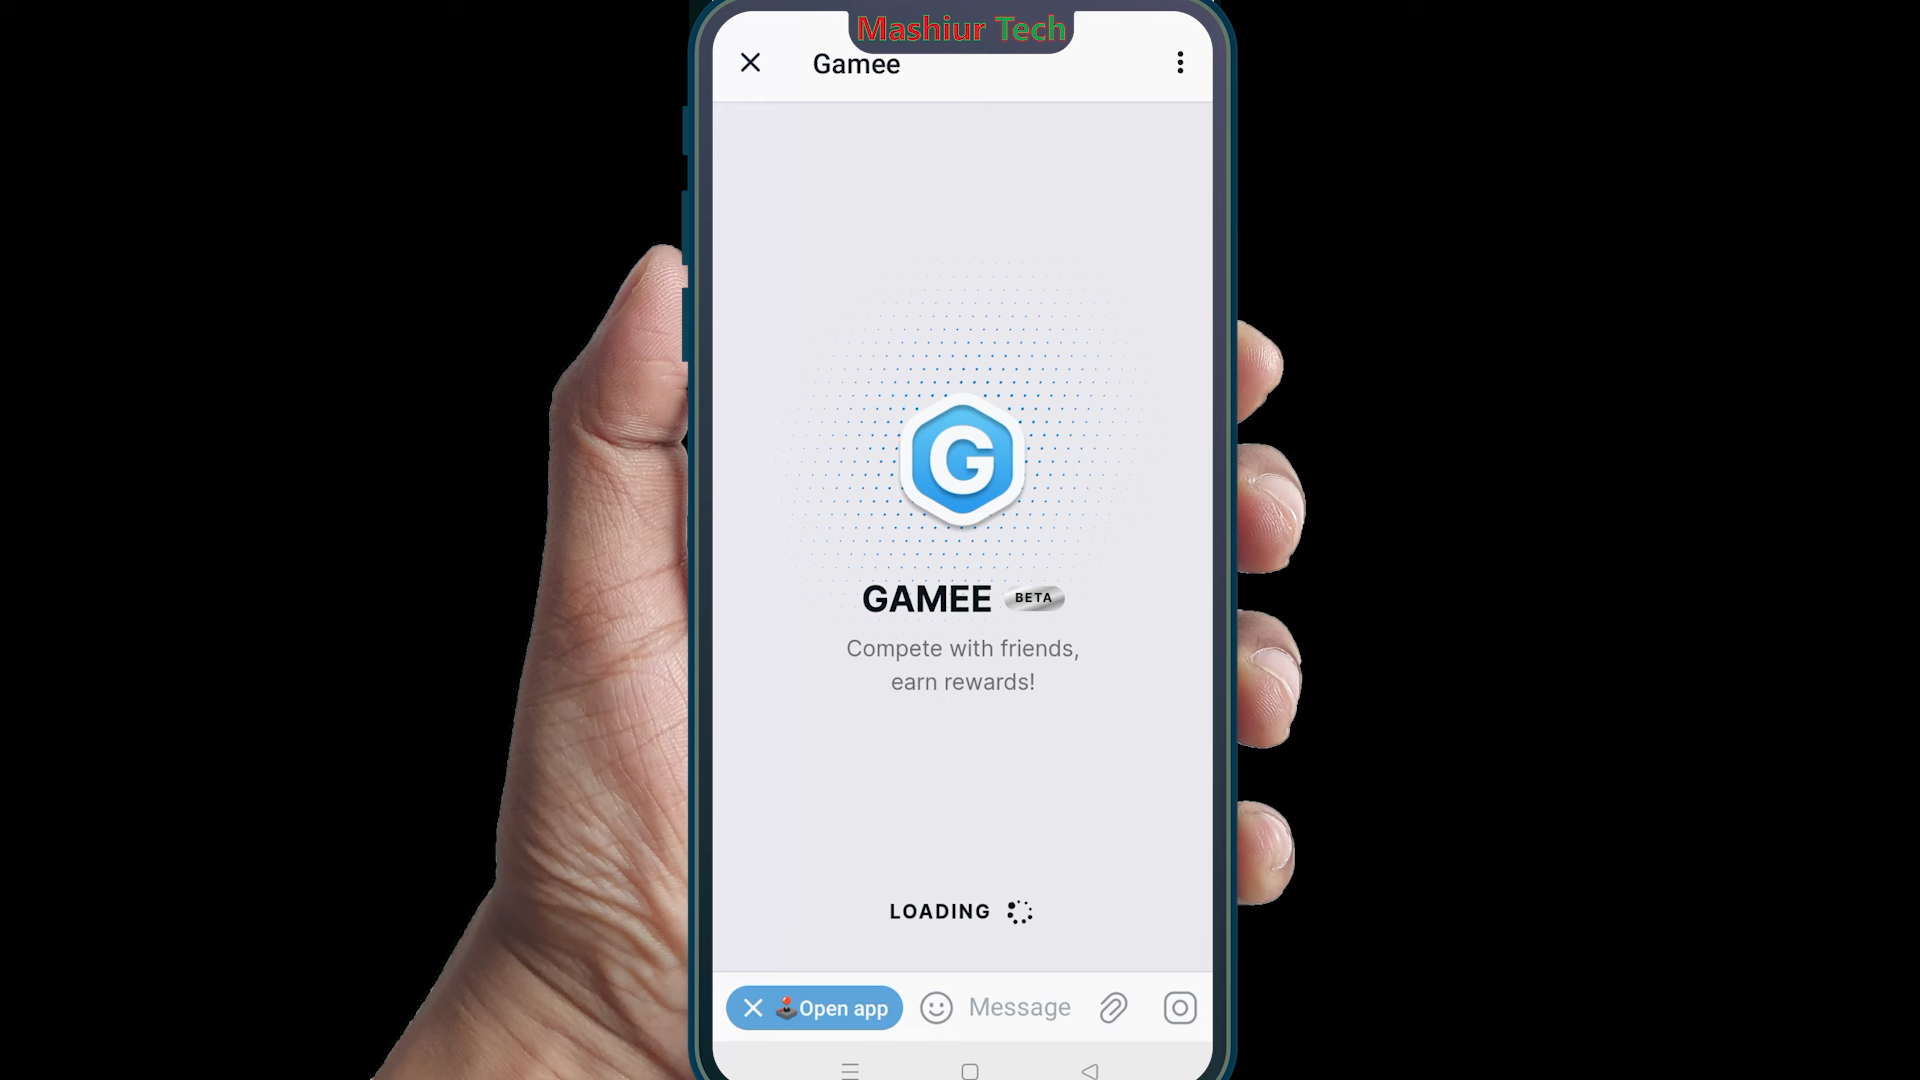 Mashiur Tech
Gamee
G
GAMEE BETA
Compete with friends,
earn rewards!
LOADING
Open app Message